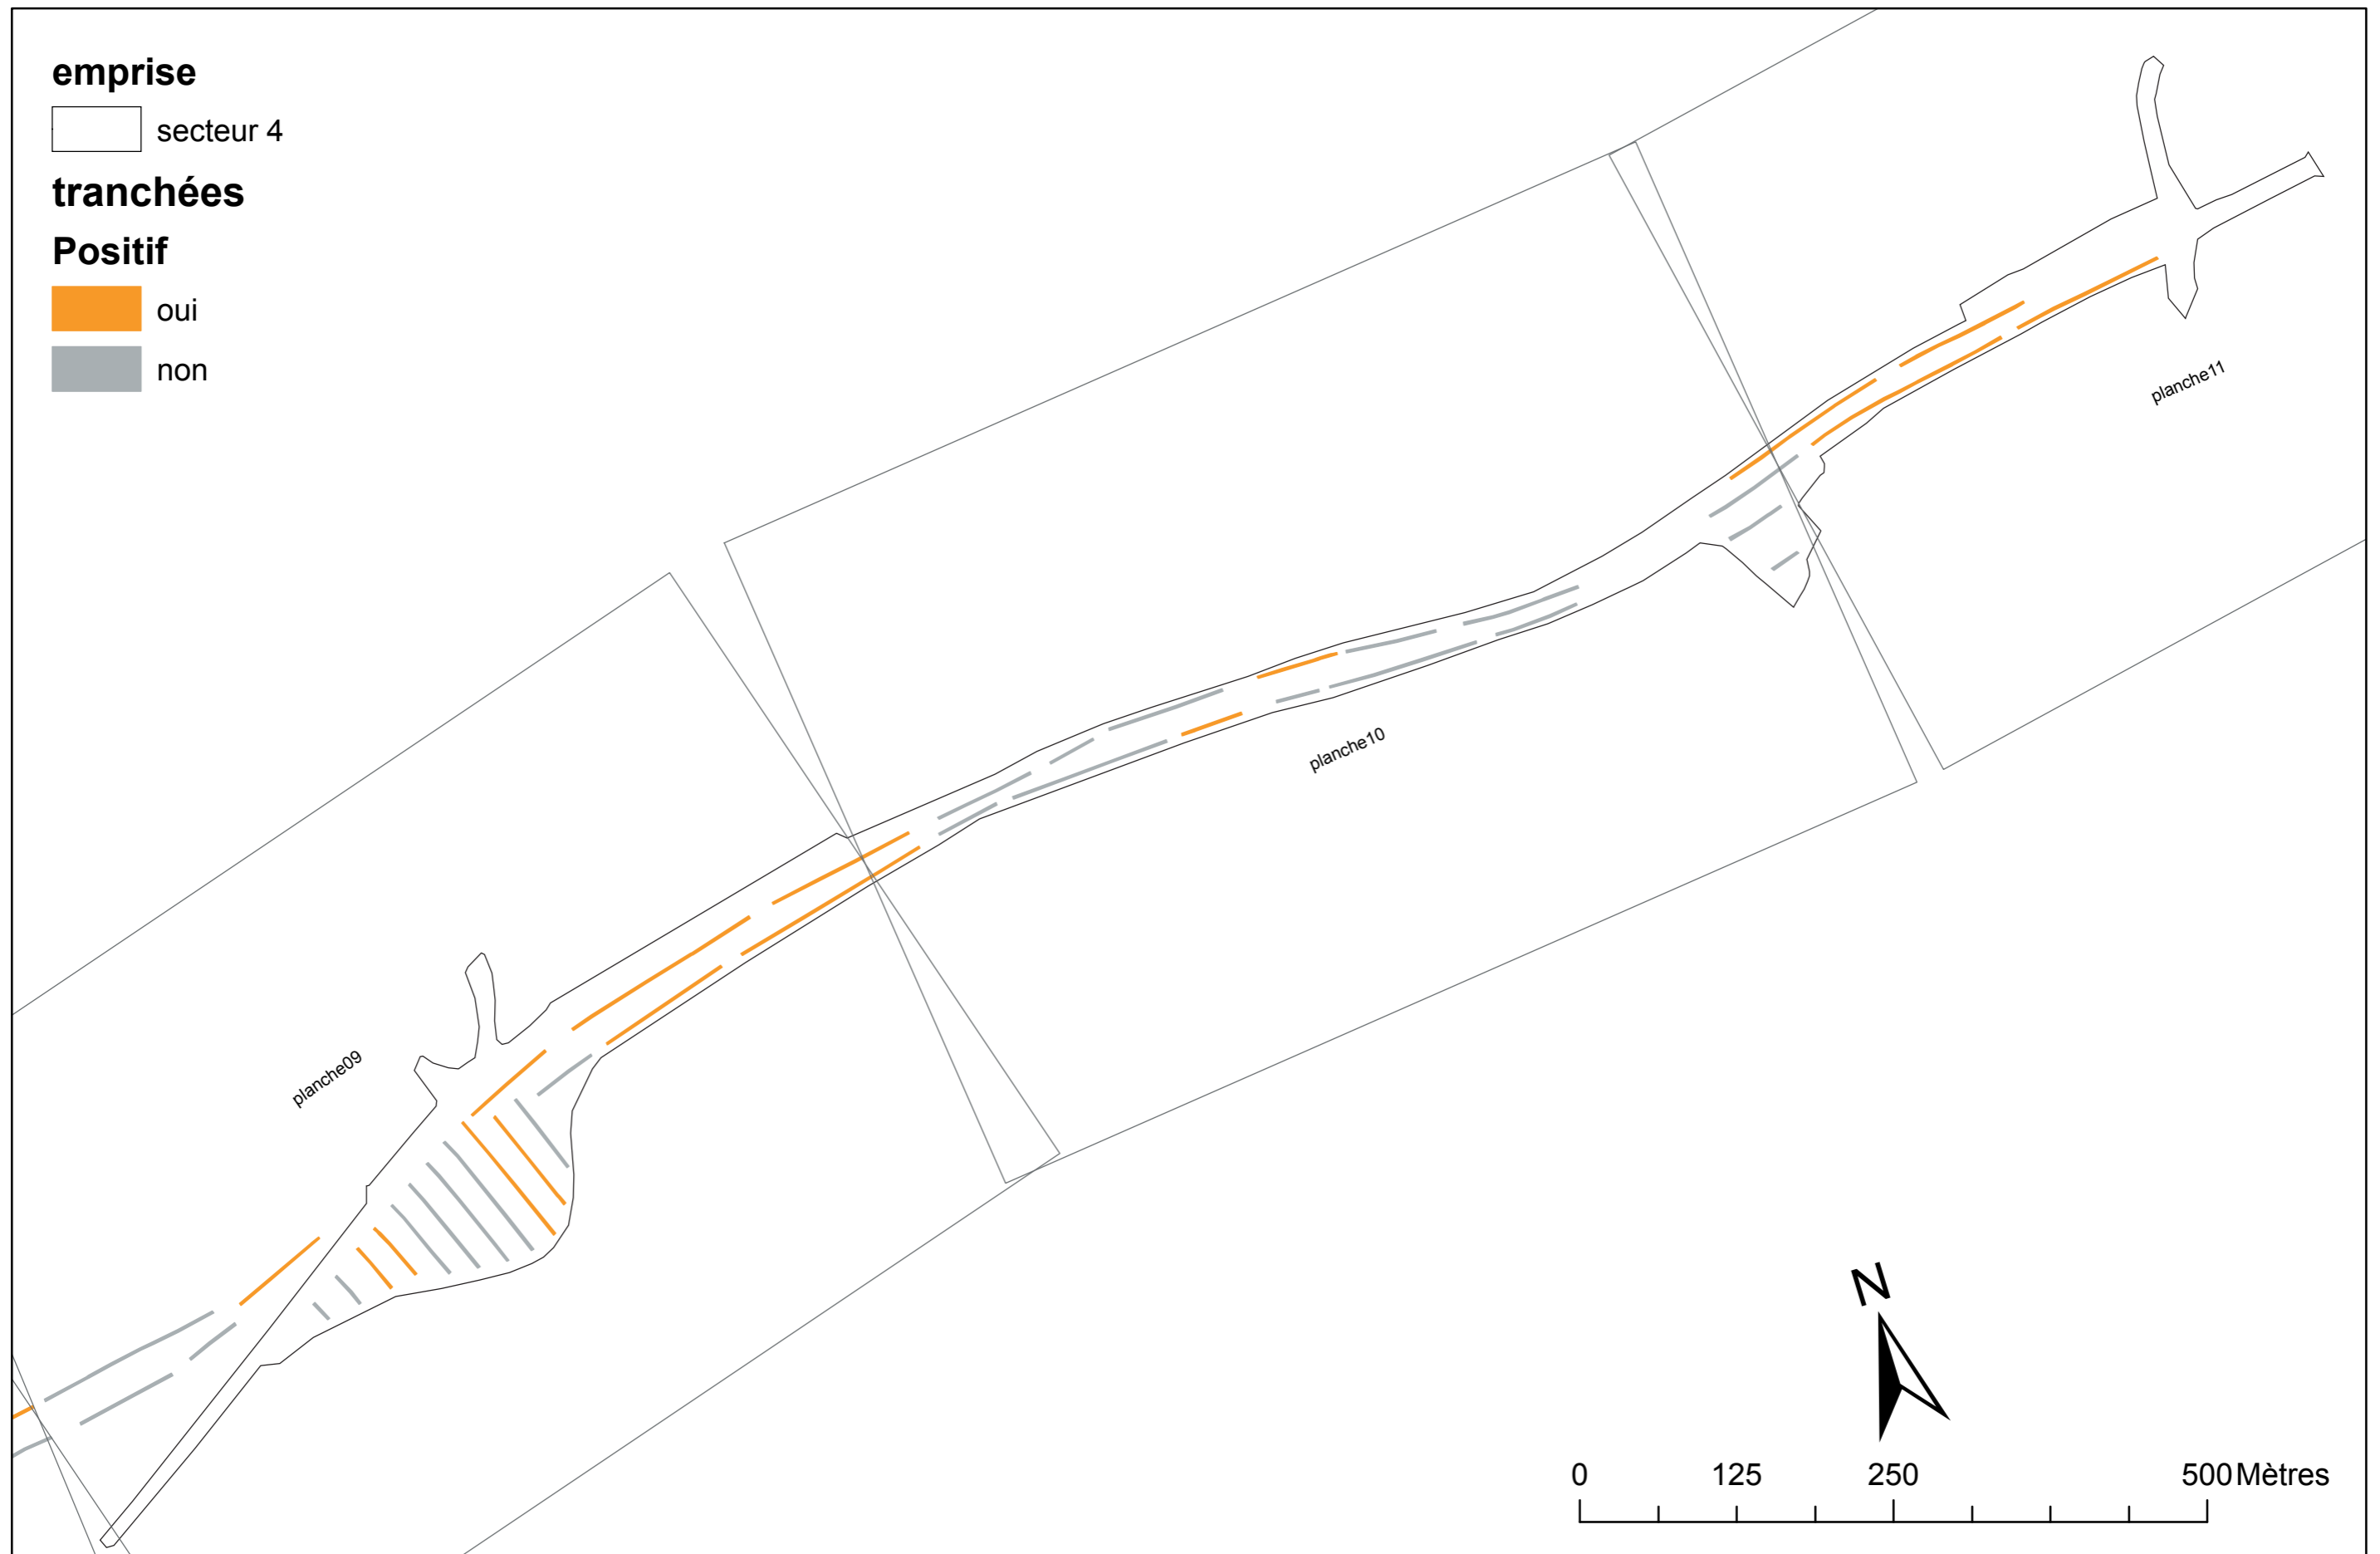 emprise
secteur 4
tranchées
Positif
oui
non
planche11
planche10
planche09
N
0 125 250 500 Mètres